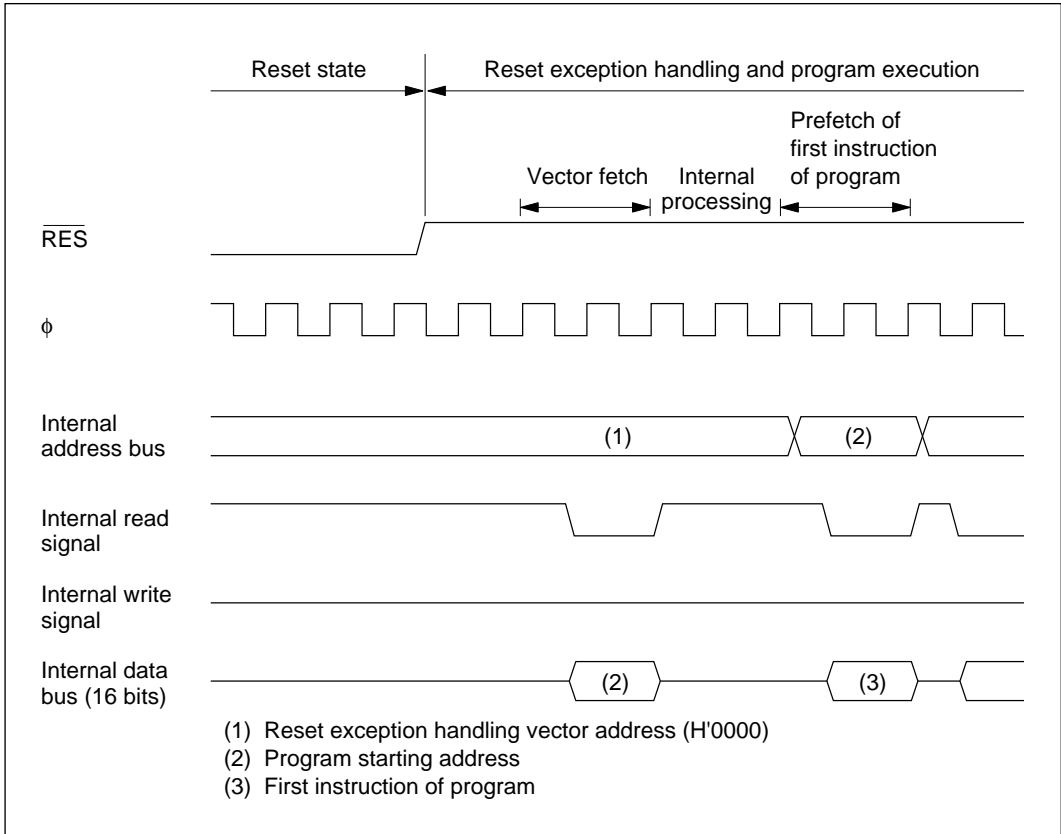 Reset state
Reset exception handling and program execution
Prefetch of
first instruction
of program
Vector fetch
Internal
processing
RES
ϕ
Internal
address bus
(1)
(2)
Internal read
signal
Internal write
signal
Internal data
bus (16 bits)
(2)
(3)
(1) Reset exception handling vector address (H'0000)
(2) Program starting address
(3) First instruction of program